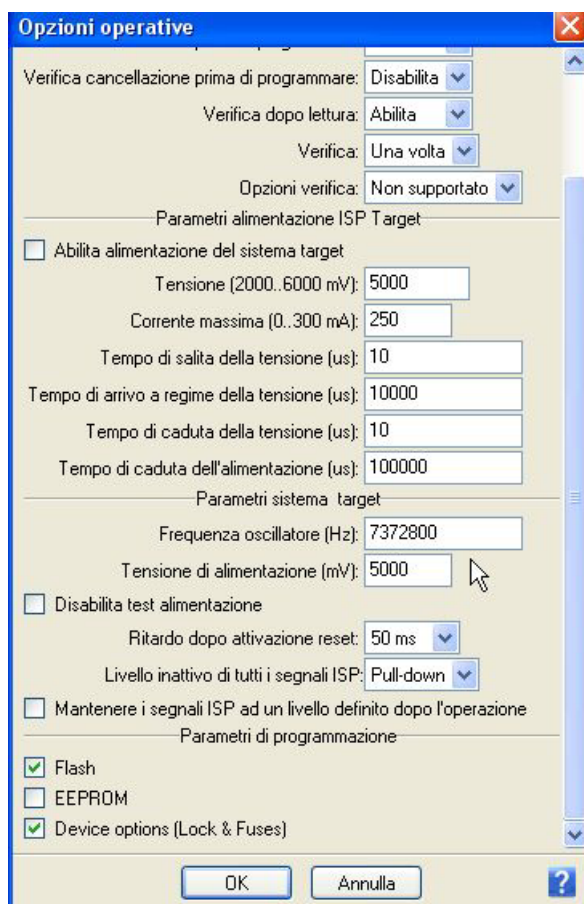 Opzioni operative
Verifica cancellazione prima di programmare: Disabilita
Verifica dopo lettura: Abilita
Verifica: Una volta
Opzioni verifica: Non supportato
Parametri alimentazione ISP Target
Abilita alimentazione del sistema target
Tensione (2000..6000 mV): 5000
Corrente massima (0..300 mA): 250
Tempo di salita della tensione (us): 10
Tempo di arrivo a regime della tensione (us): 10000
Tempo di caduta della tensione (us): 10
Tempo di caduta dell'alimentazione (us): 100000
Parametri sistema target
Frequenza oscillatore (Hz): 7372800
Tensione di alimentazione (mV): 5000
Disabilita test alimentazione
Ritardo dopo attivazione reset: 50 ms
Livello inattivo di tutti i segnali ISP: Pull-down
Mantenere i segnali ISP ad un livello definito dopo l'operazione
Parametri di programmazione
Flash
EEPROM
Device options (Lock & Fuses)
OK Annulla ?